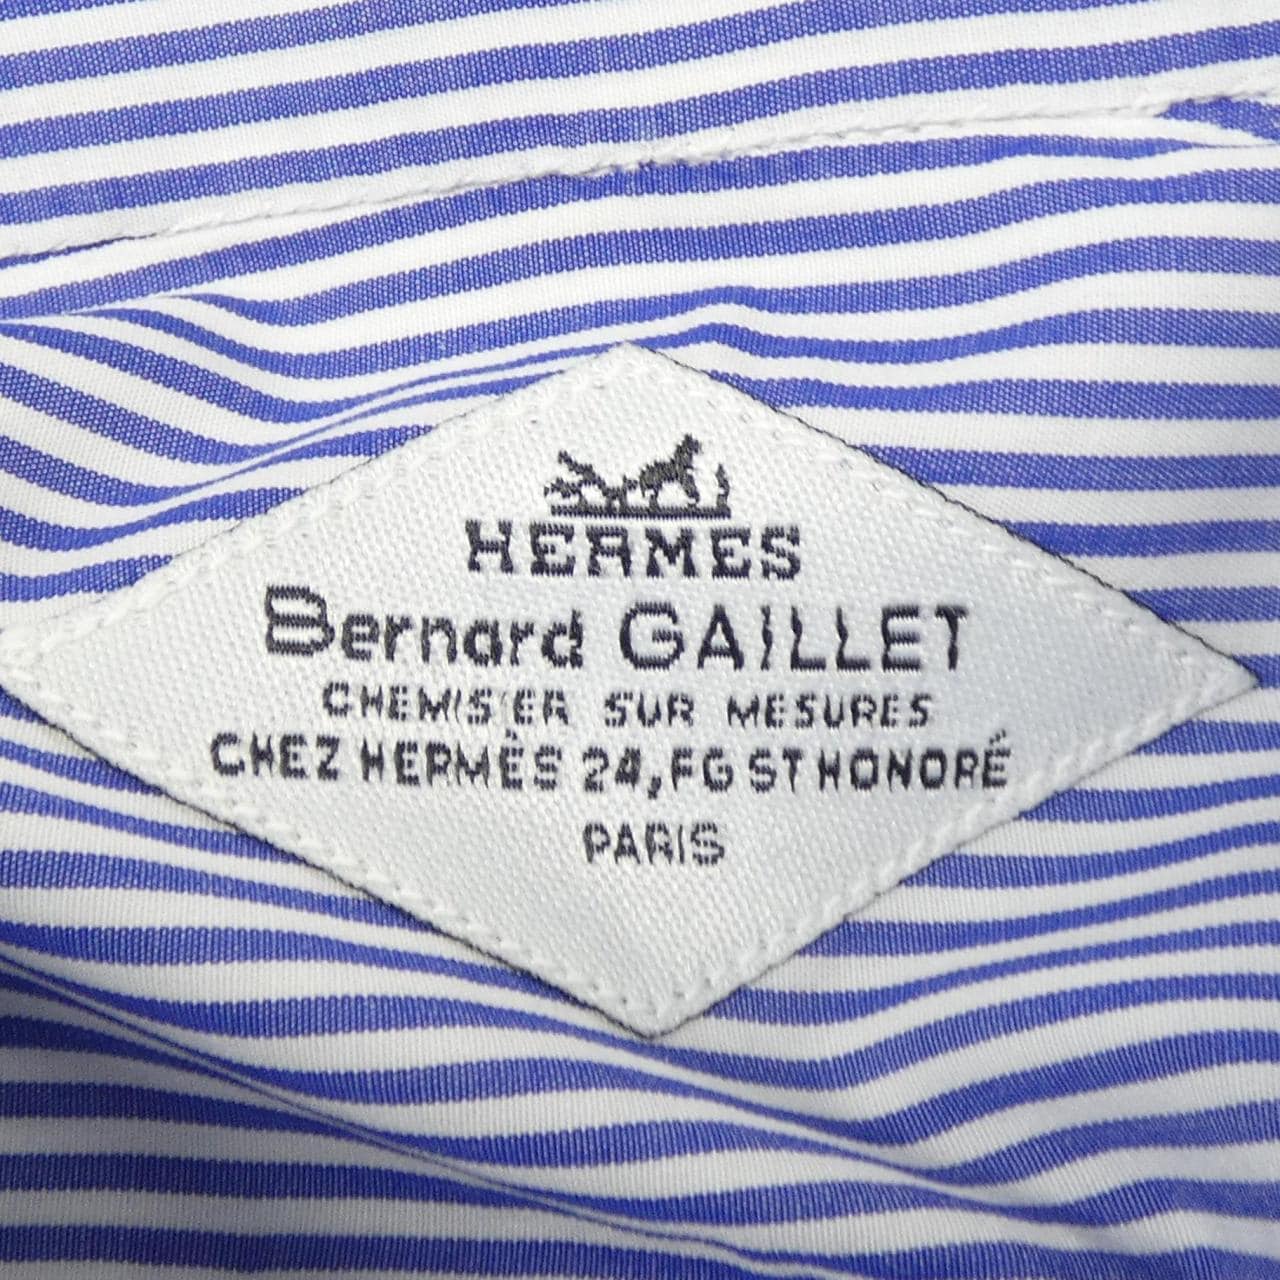 HERMES
Bernard GAILLET
CHEMISIER SUR MESURES
CHEZ HERMÈS 24, FG ST HONORÉ
PARIS